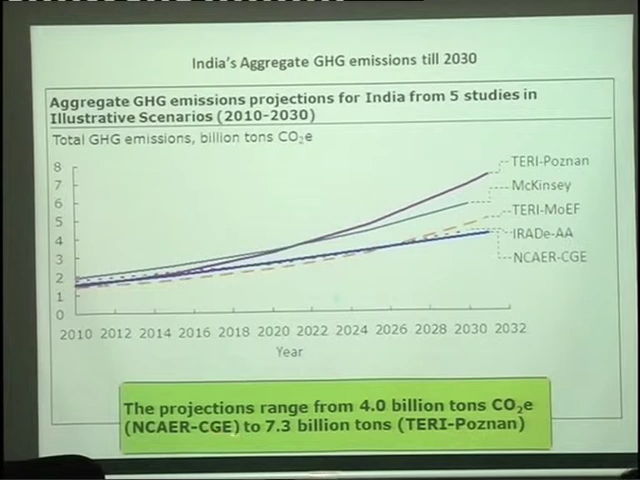 India's Aggregate GHG emissions till 2030
Aggregate GHG emissions projections for India from 5 studies in
Illustrative Scenarios (2010-2030)
Total GHG emissions, billion tons CO₂e
8
7
6
5
4
3
2
1
0
TERI-Poznan
McKinsey
TERI-MoEF
IRADe-AA
NCAER-CGE
2010 2012 2014 2016 2018 2020 2022 2024 2026 2028 2030 2032
Year
The projections range from 4.0 billion tons CO₂e
(NCAER-CGE) to 7.3 billion tons (TERI-Poznan)